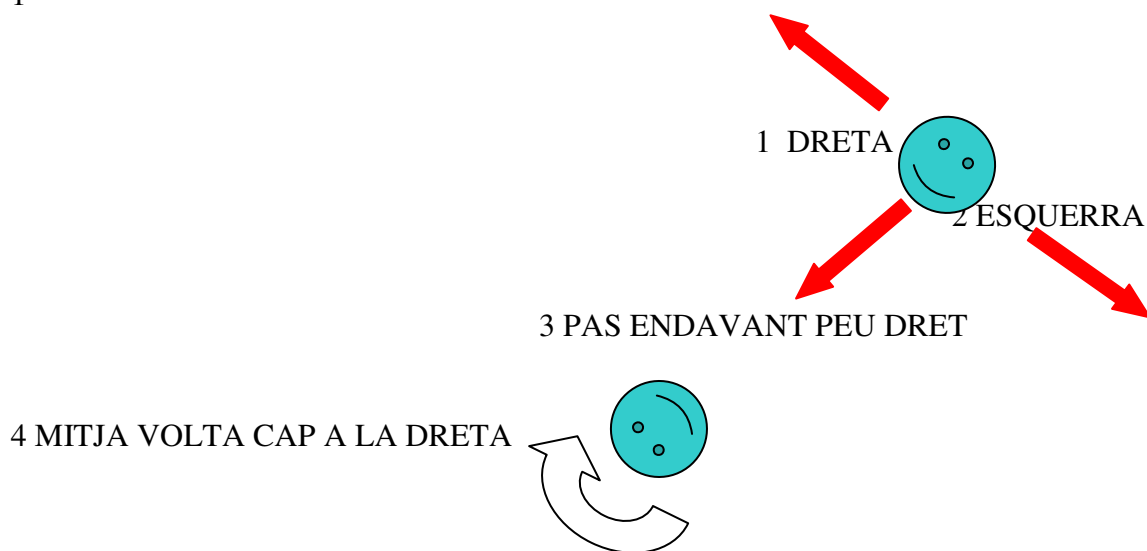 1 DRETA
2 ESQUERRA
3 PAS ENDAVANT PEU DRET
4 MITJA VOLTA CAP A LA DRETA